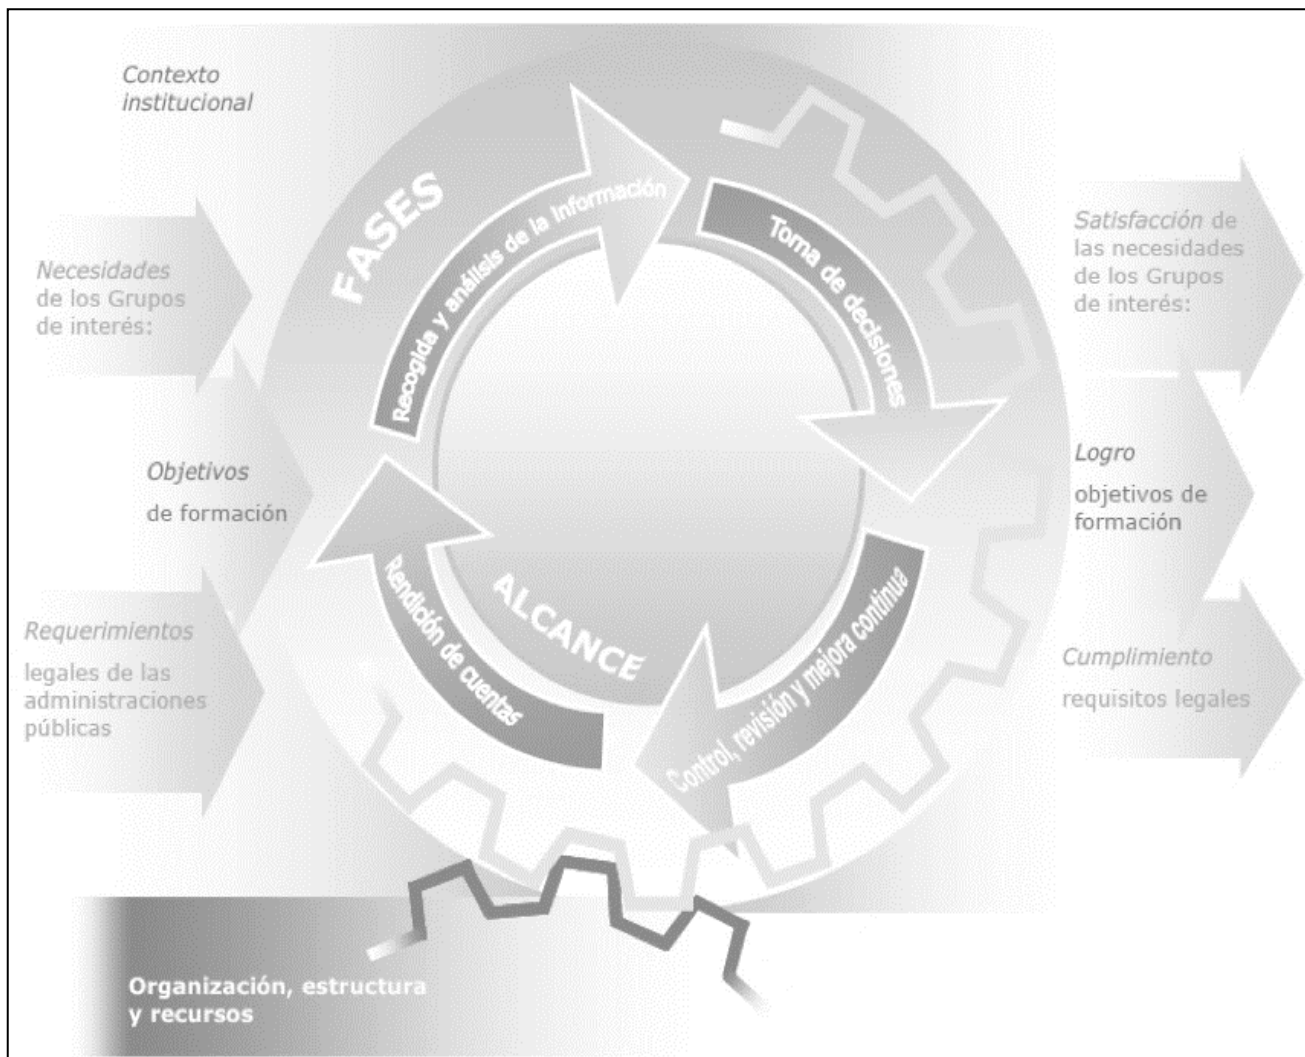 Contexto
institucional
FASES
Recogida y análisis de la Información
Toma de decisiones
Necesidades
de los Grupos
de interés:
Satisfacción de
las necesidades
de los Grupos
de interés:
Objetivos
de formación
Logro
objetivos de
formación
ALCANCE
Rendición de cuentas
Control, revisión y mejora continua
Requerimientos
legales de las
administraciones
públicas
Cumplimiento
requisitos legales
Organización, estructura
y recursos